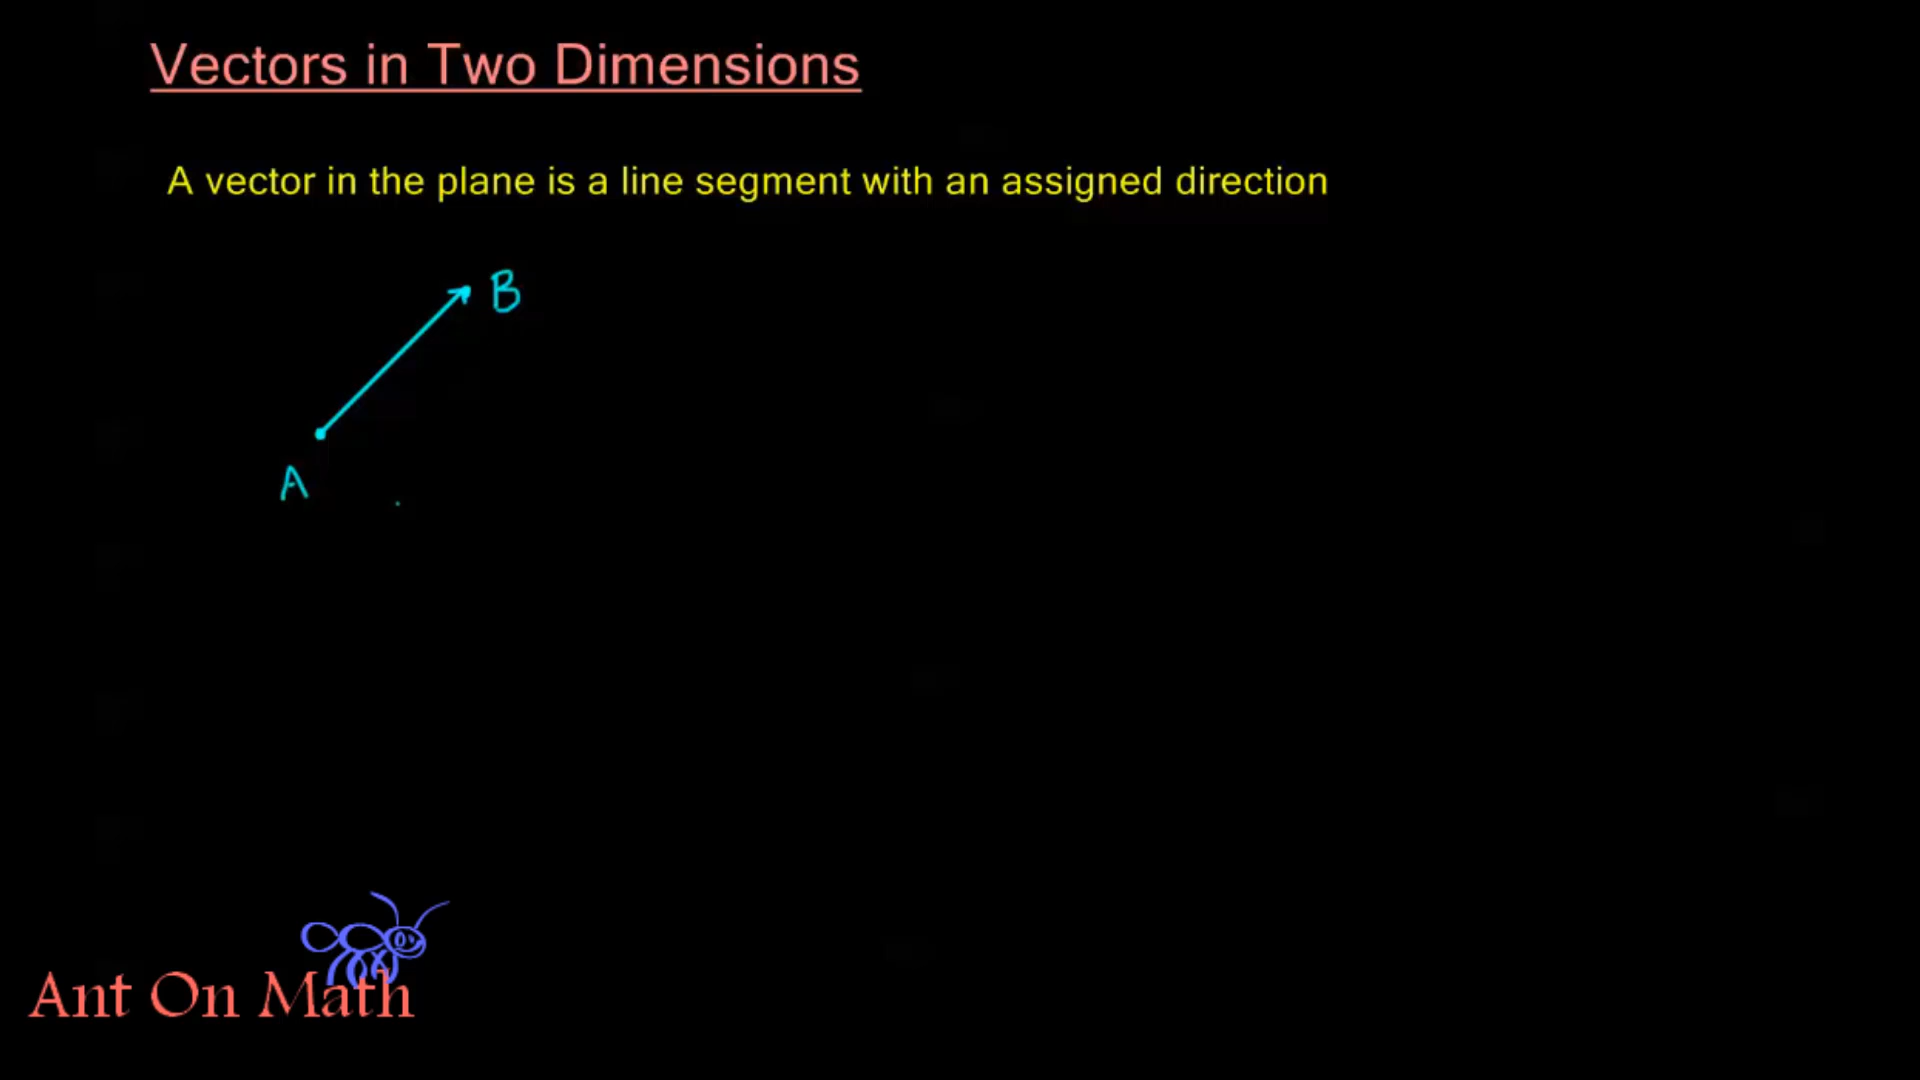 Vectors in Two Dimensions
A vector in the plane is a line segment with an assigned direction
B
A
Ant On Math